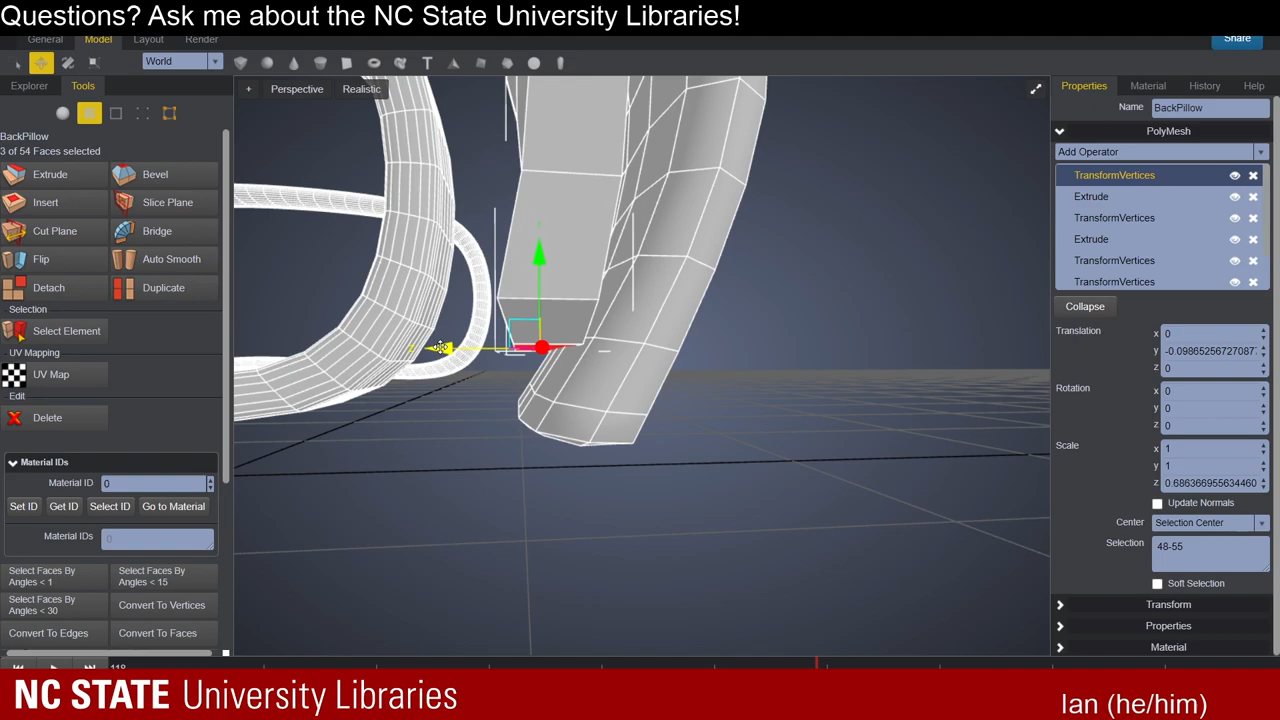 Questions? Ask me about the NC State University Libraries!
General Model Layout Render Share
World
Explorer Tools
+ Perspective Realistic
Properties Material History Help
Name BackPillow
PolyMesh
Add Operator
TransformVertices
Extrude
TransformVertices
Extrude
TransformVertices
TransformVertices
Collapse
Translation x 0
y -0.098652567270877
z 0
Rotation x 0
y 0
z 0
Scale x 1
y 1
z 0.686366955634460
Update Normals
Center Selection Center
Selection 48-55
Soft Selection
Transform
Properties
Material
BackPillow
3 of 54 Faces selected
Extrude Bevel
Insert Slice Plane
Cut Plane Bridge
Flip Auto Smooth
Detach Duplicate
Selection
Select Element
UV Mapping
UV Map
Edit
Delete
Material IDs
Material ID 0
Set ID Get ID Select ID Go to Material
Material IDs 0
Select Faces By Angles < 1 Select Faces By Angles < 15
Select Faces By Angles < 30 Convert To Vertices
Convert To Edges Convert To Faces
118
NC STATE University Libraries
Ian (he/him)